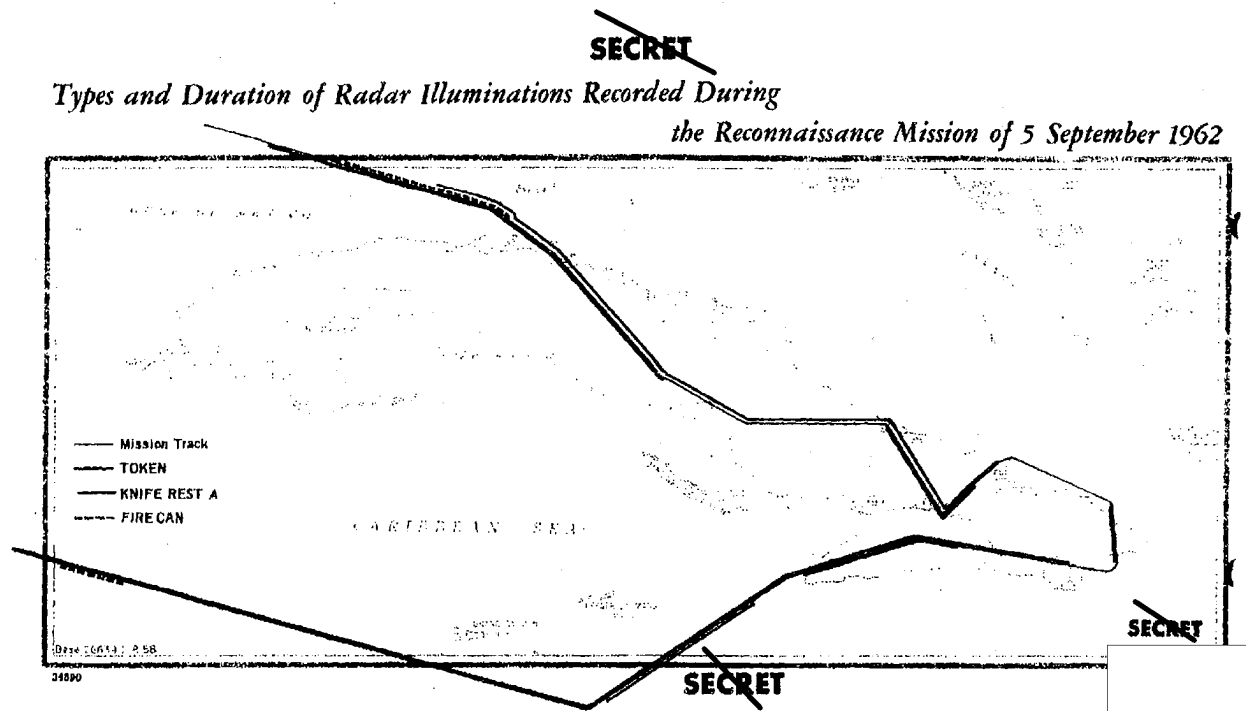 SECRET
Types and Duration of Radar Illuminations Recorded During
the Reconnaissance Mission of 5 September 1962
Mission Track
TOKEN
KNIFE REST A
FIRE CAN
CARIBBEAN SEA
SECRET
34890
SECRET